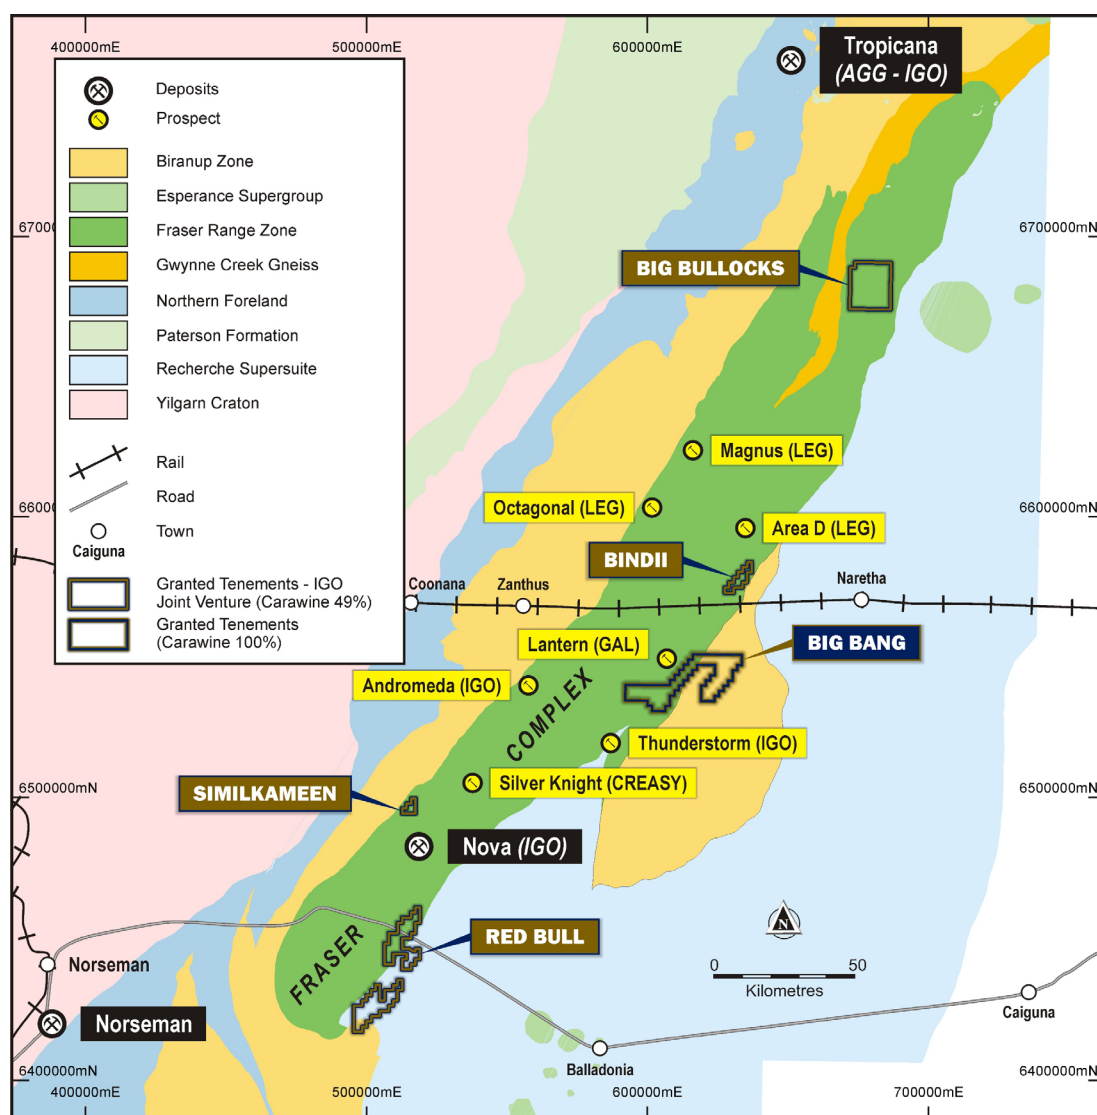 400000mE
500000mE
600000mE
700000mE
Tropicana
(AGG - IGO)
Deposits
Prospect
Biranup Zone
Esperance Supergroup
Fraser Range Zone
Gwynne Creek Gneiss
Northern Foreland
Paterson Formation
Recherche Supersuite
Yilgarn Craton
Rail
Road
Town
Caiguna
Granted Tenements - IGO
Joint Venture (Carawine 49%)
Granted Tenements
(Carawine 100%)
6700000mN
BIG BULLOCKS
Magnus (LEG)
Octagonal (LEG)
6600000mN
Area D (LEG)
BINDII
Coonana
Zanthus
Naretha
Lantern (GAL)
BIG BANG
Andromeda (IGO)
COMPLEX
Thunderstorm (IGO)
Silver Knight (CREASY)
6500000mN
6500000mN
SIMILKAMEEN
Nova (IGO)
RED BULL
FRASER
N
Norseman
0
50
Kilometres
Norseman
Caiguna
Balladonia
6400000mN
6400000mN
400000mE
500000mE
600000mE
700000mE